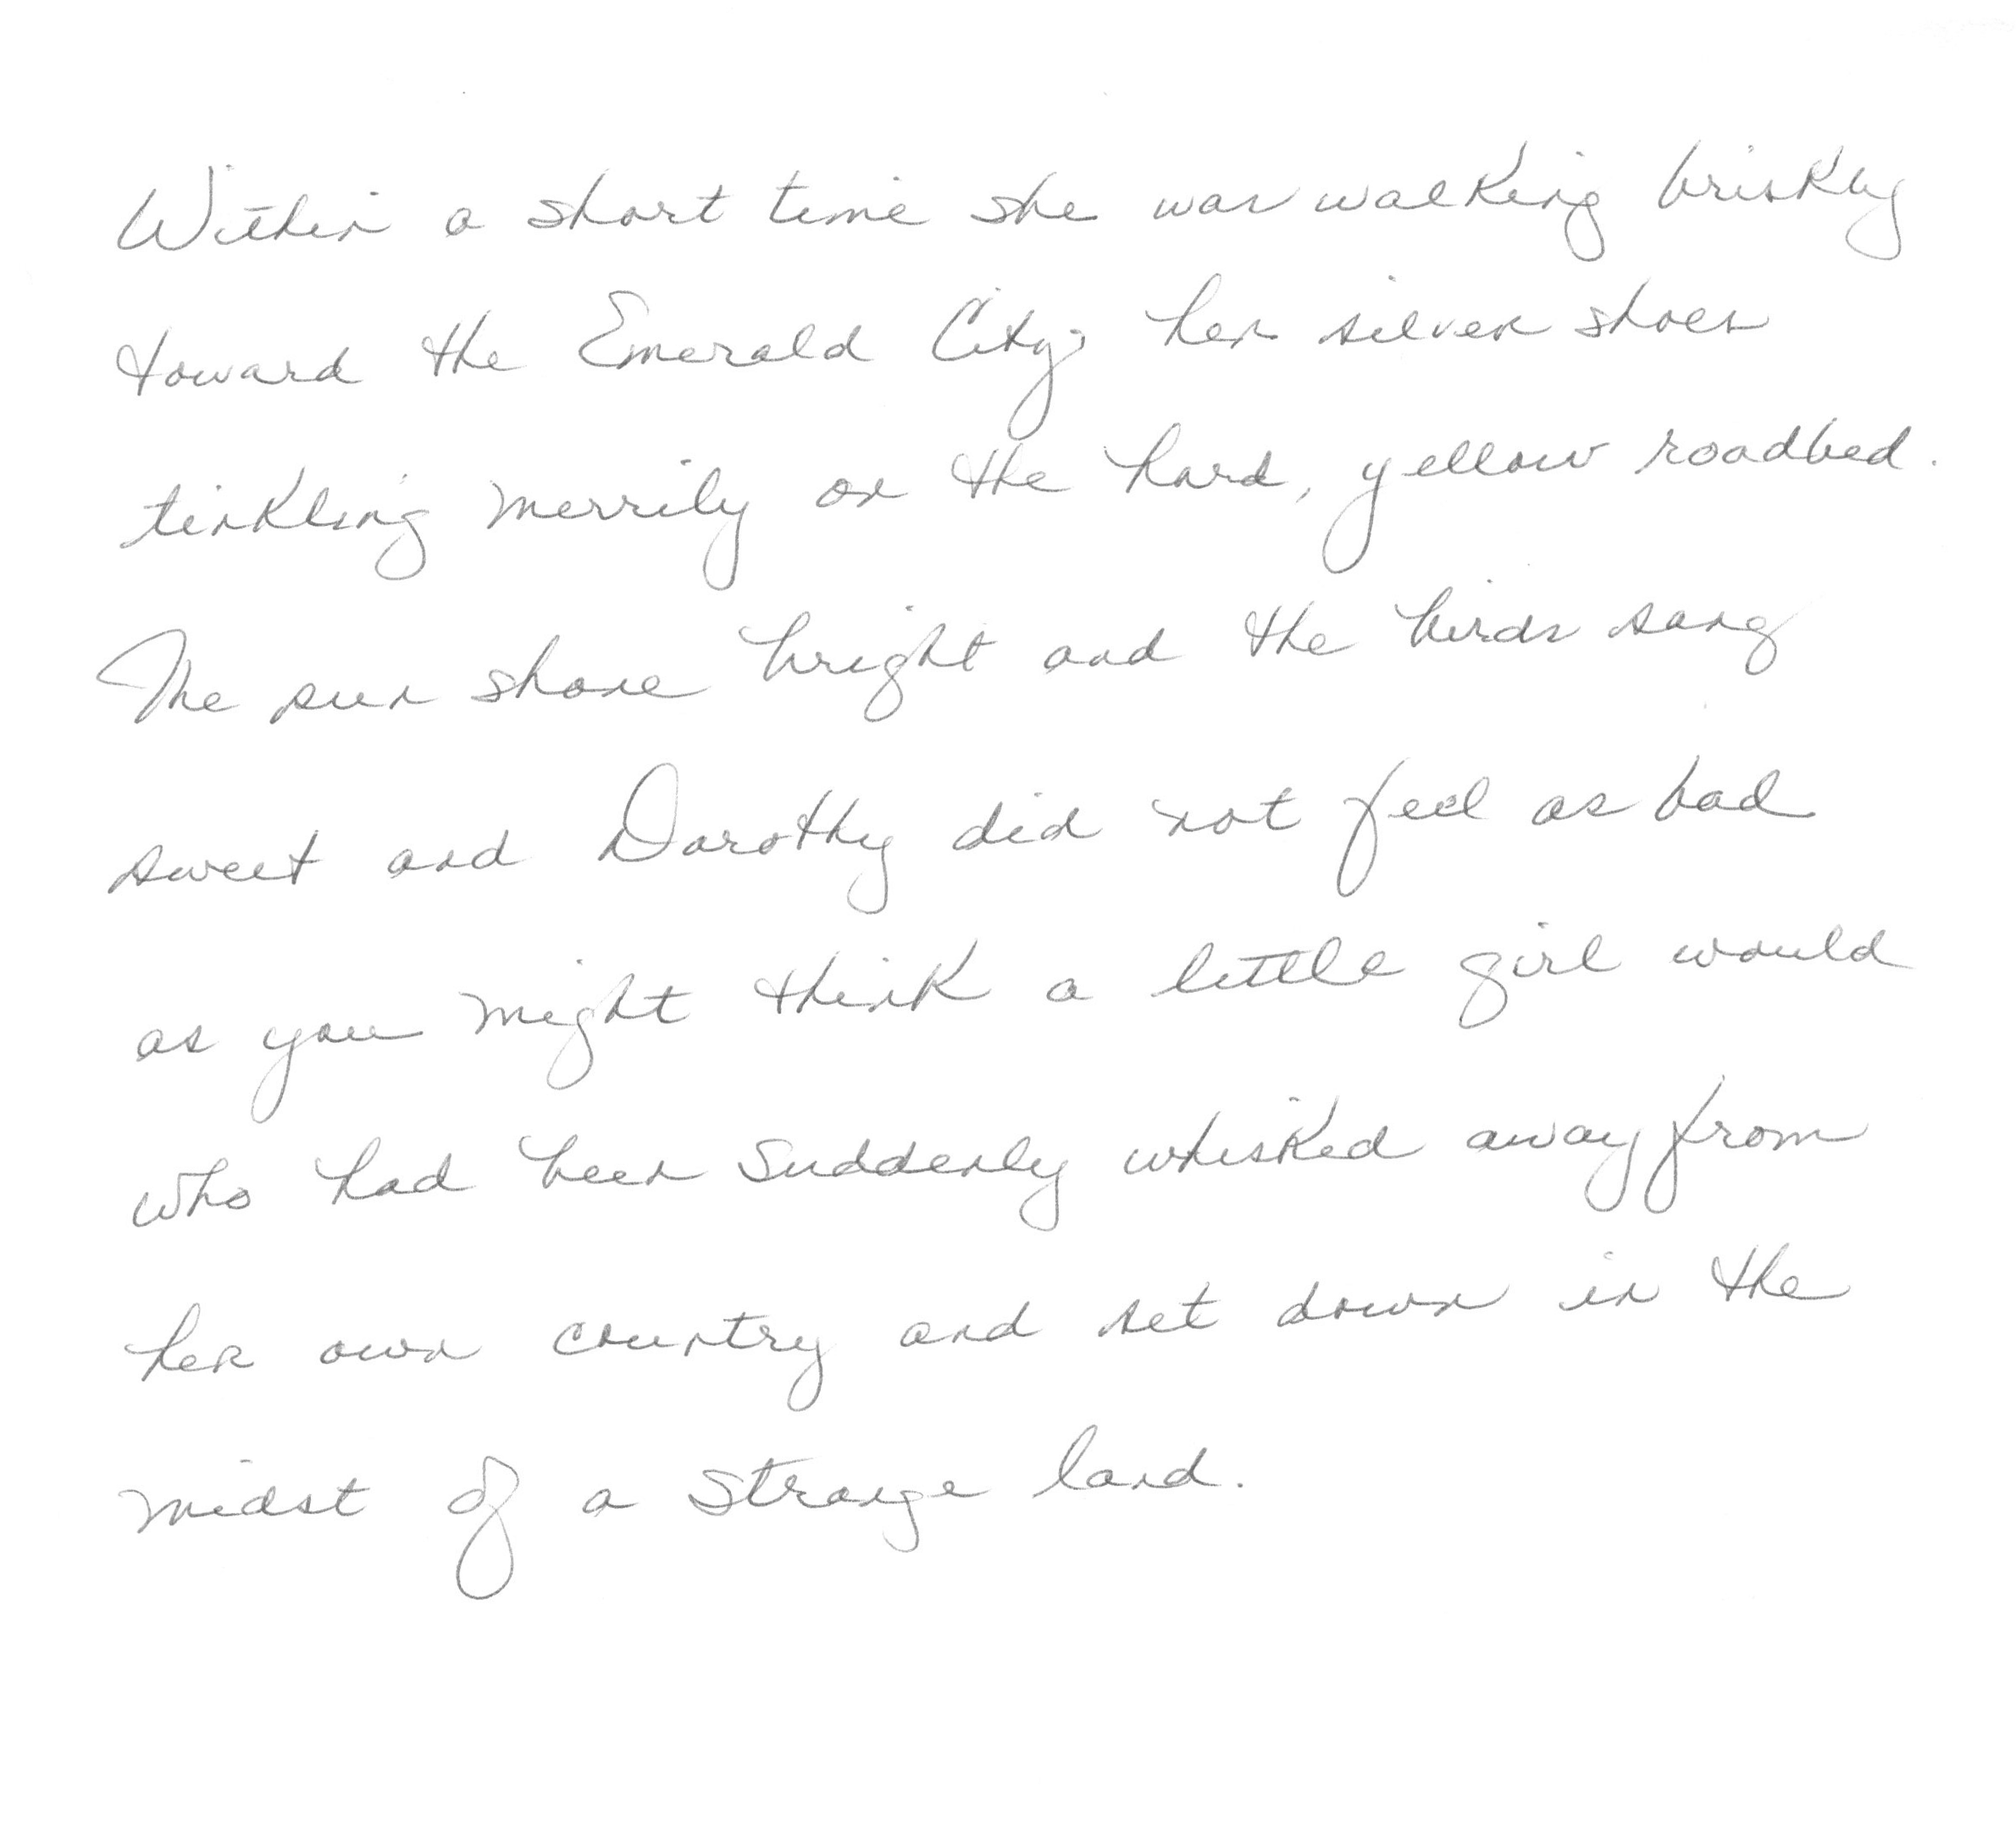 Within a short time she was walking briskly
toward the Emerald City; her silver shoes
tinkling merrily on the hard, yellow roadbed.
The sun shone bright and the birds sang
sweet and Dorothy did not feel as bad
as you might think a little girl would
who had been suddenly whisked away from
her own country and set down in the
midst of a strange land.